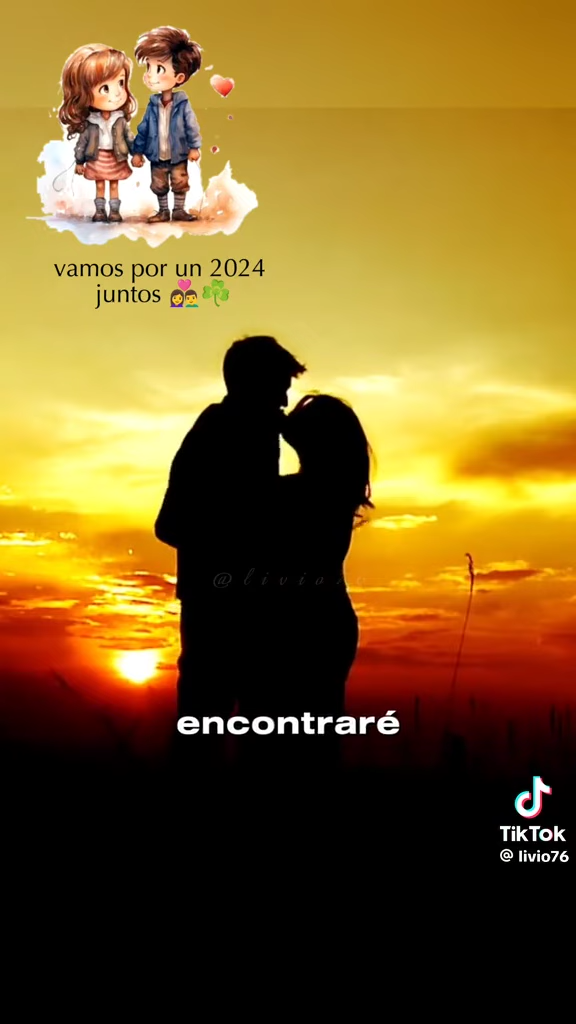 vamos por un 2024
juntos 👩‍❤️‍👨☘️
encontraré
TikTok
@ livio76